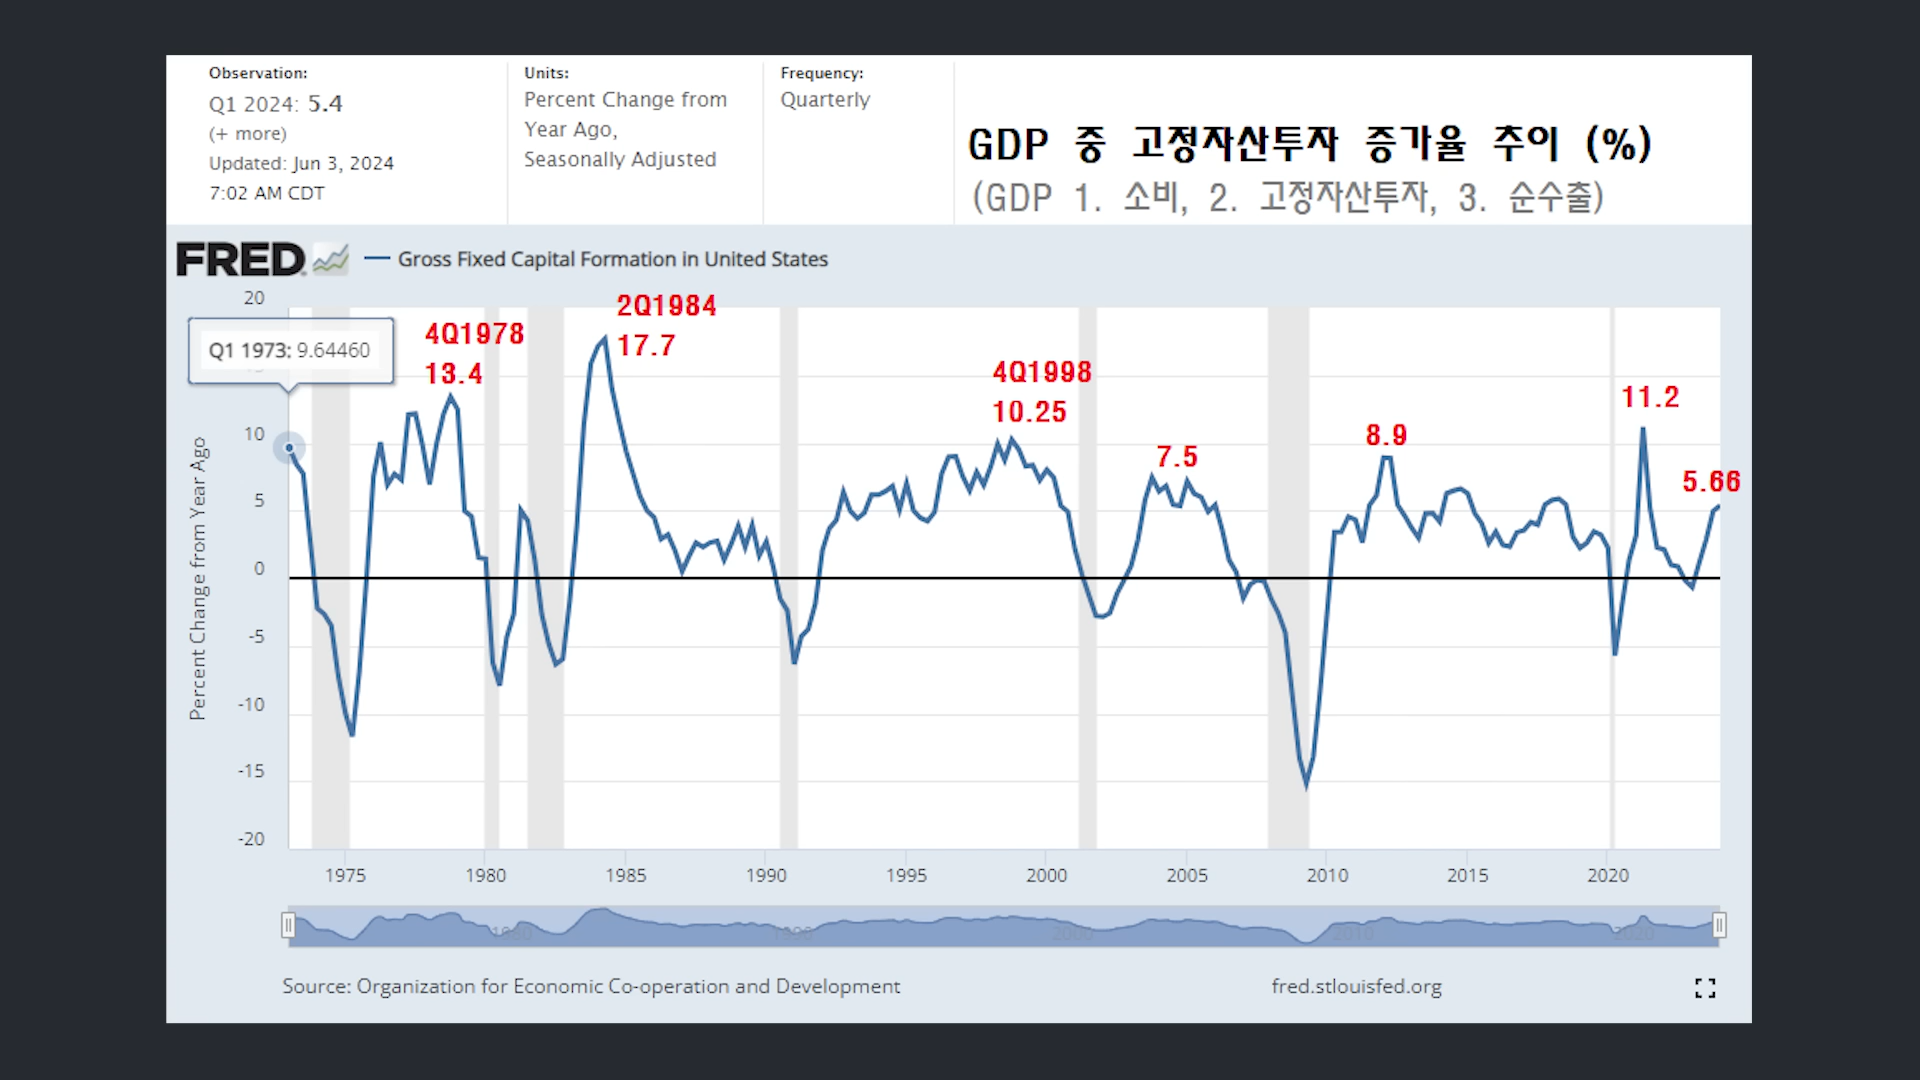 Observation:
Q1 2024: 5.4
(+ more)
Updated: Jun 3, 2024
7:02 AM CDT
Units:
Percent Change from
Year Ago,
Seasonally Adjusted
Frequency:
Quarterly
GDP 중 고정자산투자 증가율 추이 (%)
(GDP 1. 소비, 2. 고정자산투자, 3. 순수출)
FRED
Gross Fixed Capital Formation in United States
Q1 1973: 9.64460
4Q1978
13.4
2Q1984
17.7
4Q1998
10.25
7.5
8.9
11.2
5.66
Percent Change from Year Ago
20
10
5
0
-5
-10
-15
-20
1975
1980
1985
1990
1995
2000
2005
2010
2015
2020
1980
1990
2000
2010
2020
Source: Organization for Economic Co-operation and Development
fred.stlouisfed.org